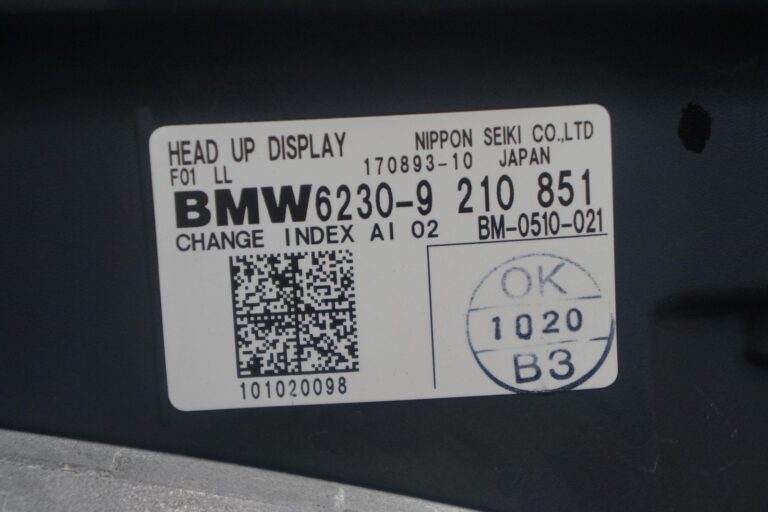 HEAD UP DISPLAY
NIPPON SEIKI CO.,LTD
F01 LL
170893-10 JAPAN
BMW6230-9 210 851
CHANGE INDEX AI 02
BM-0510-021
OK
1020
B3
101020098